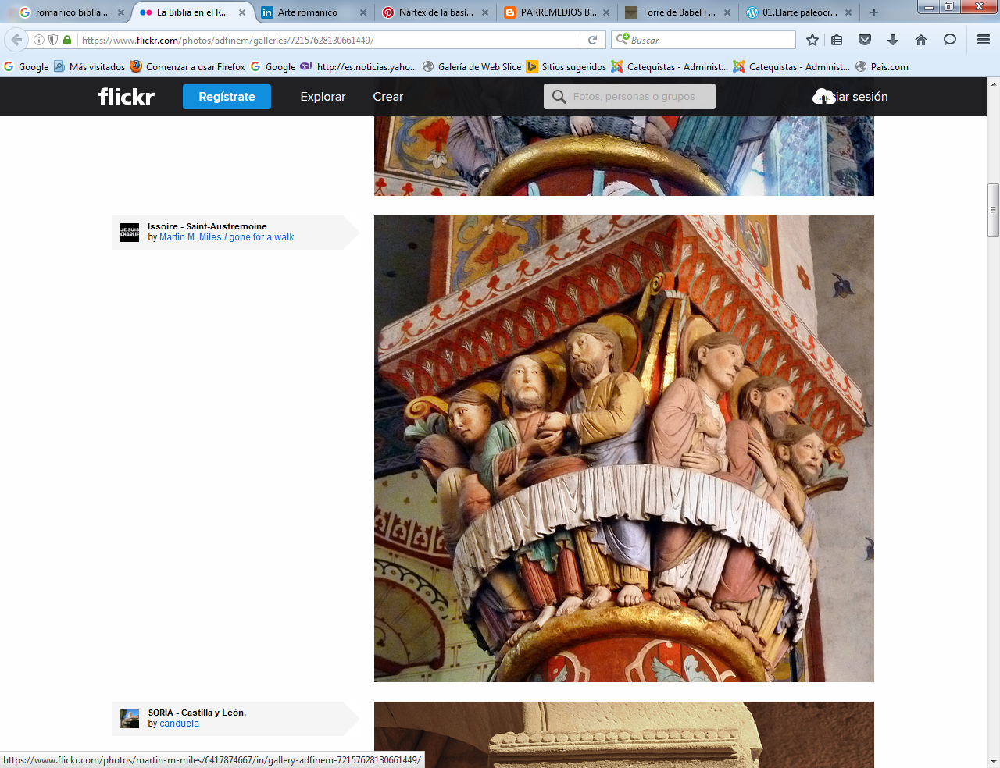 romanico biblia ...
La Biblia en el R...
Arte romanico
Nártex de la basí...
PARREMEDIOS B...
Torre de Babel | ...
01.Elarte paleocr...
https://www.flickr.com/photos/adfinem/galleries/72157628130661449/
Buscar
Google
Más visitados
Comenzar a usar Firefox
Google
http://es.noticias.yaho...
Galería de Web Slice
Sitios sugeridos
Catequistas - Administ...
Catequistas - Administ...
Pais.com
flickr
Regístrate
Explorar
Crear
Fotos, personas o grupos
sesión
JE SUIS
CHARLIE
Issoire - Saint-Austremoine
by Martin M. Miles / gone for a walk
SORIA - Castilla y León.
by canduela
https://www.flickr.com/photos/martin-m-miles/6417874667/in/gallery-adfinem-72157628130661449/